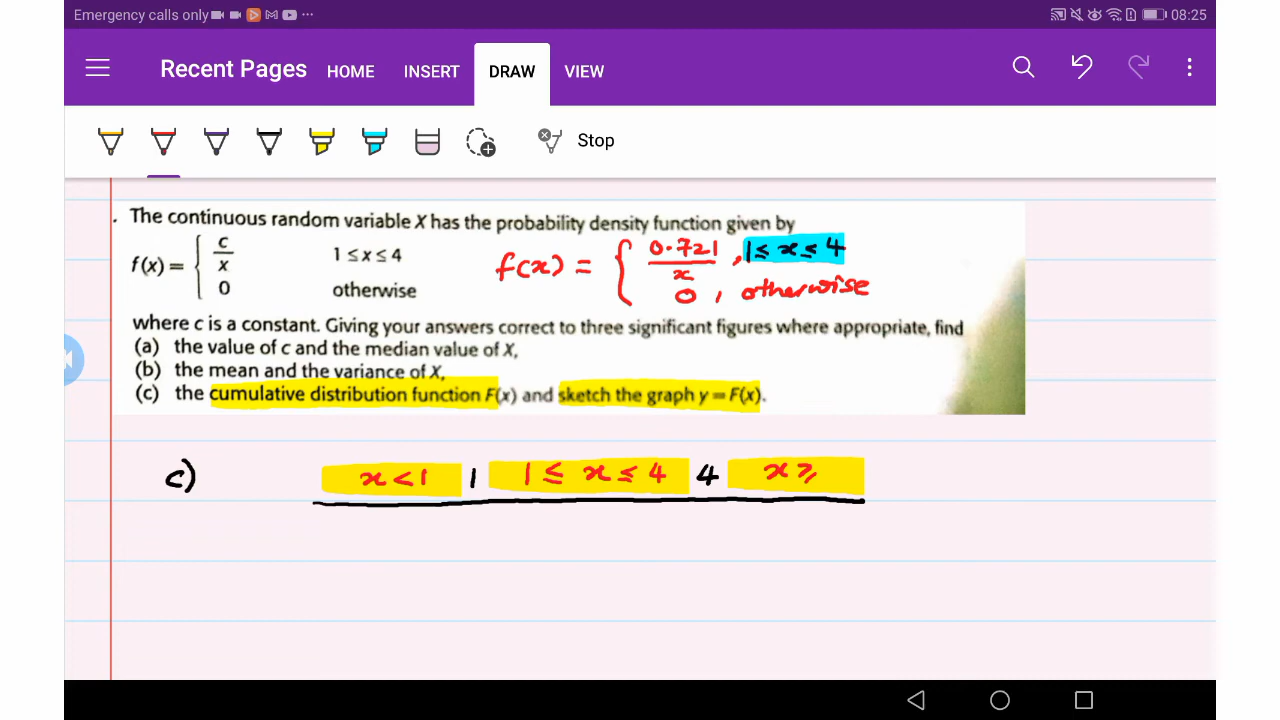 Emergency calls only ... 08:25
Recent Pages HOME INSERT DRAW VIEW
Stop
. The continuous random variable X has the probability density function given by
f(x) = { c/x 1 ≤ x ≤ 4
0 otherwise
f(x) = { 0.721/x , 1 ≤ x ≤ 4
0 , otherwise
where c is a constant. Giving your answers correct to three significant figures where appropriate, find
(a) the value of c and the median value of X,
(b) the mean and the variance of X,
(c) the cumulative distribution function F(x) and sketch the graph y = F(x).
c) x < 1 1 1 ≤ x ≤ 4 4 x ≥